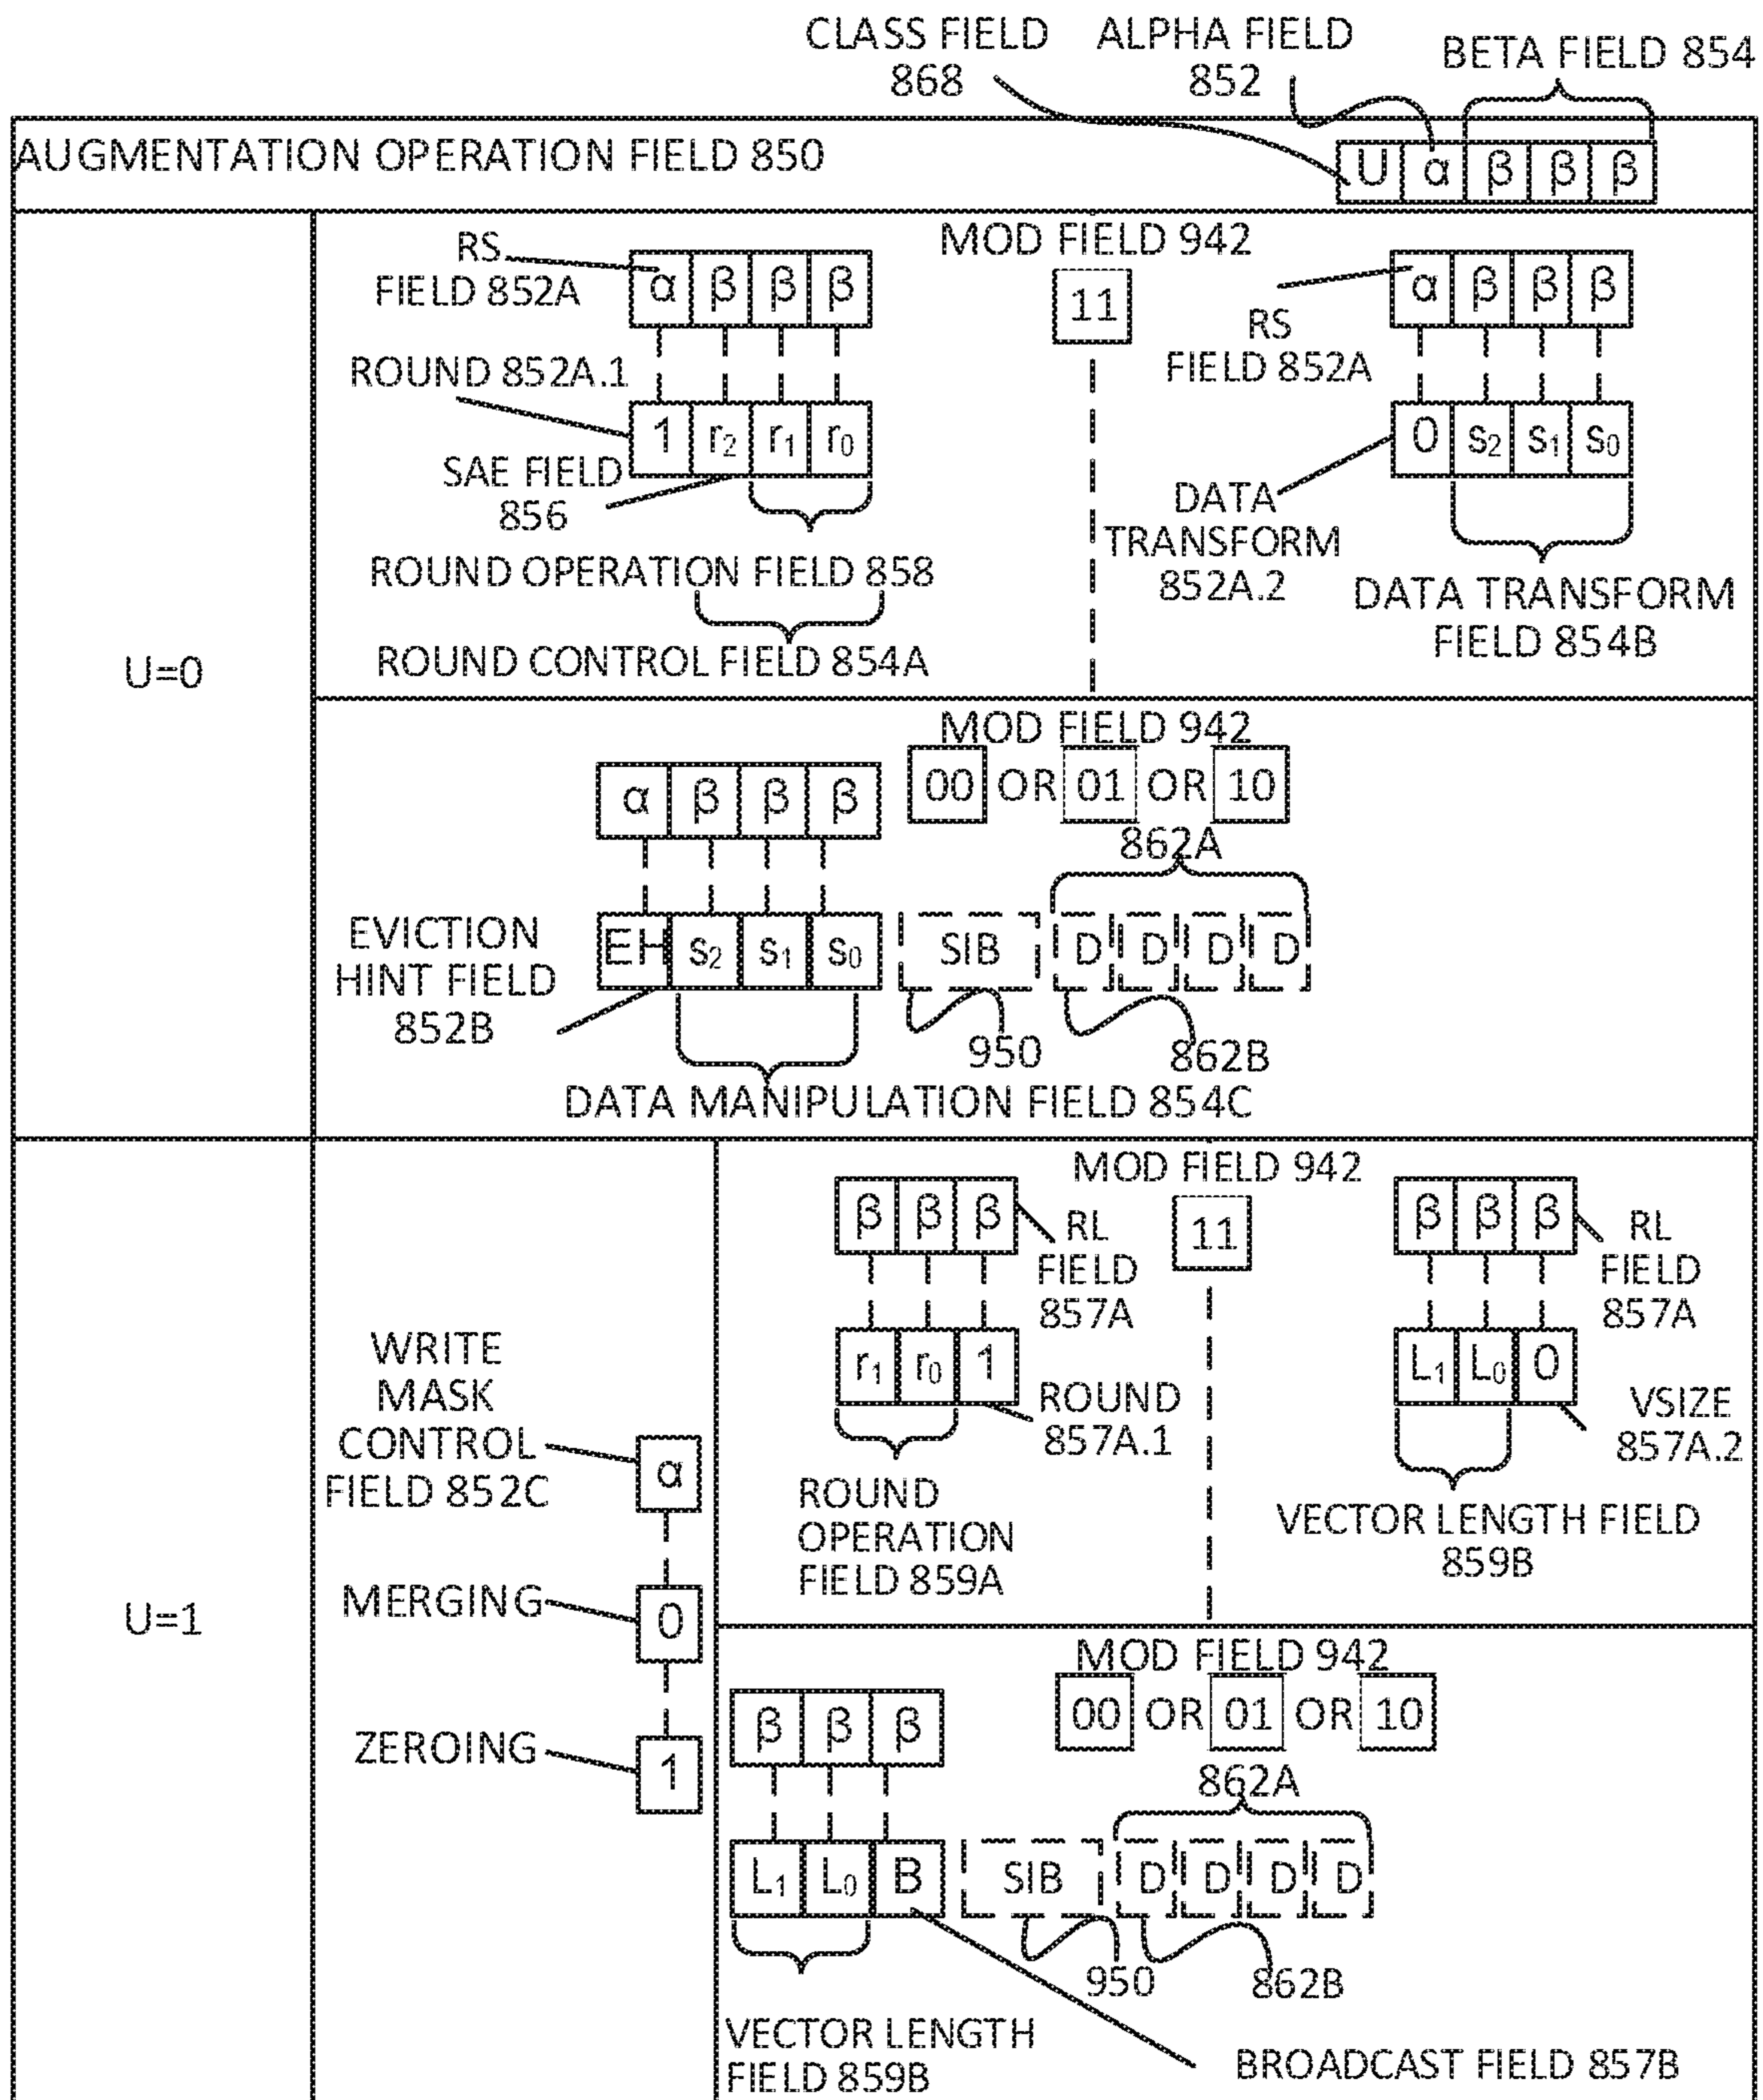 CLASS FIELD
868
ALPHA FIELD
852
BETA FIELD 854
AUGMENTATION OPERATION FIELD 850
U α β β β
U=0
MOD FIELD 942
11
RS
FIELD 852A
α β β β
ROUND 852A.1
1 r2 r1 r0
SAE FIELD
856
ROUND OPERATION FIELD 858
ROUND CONTROL FIELD 854A
α β β β
RS
FIELD 852A
0 s2 s1 s0
DATA
TRANSFORM
852A.2
DATA TRANSFORM
FIELD 854B
MOD FIELD 942
00 OR 01 OR 10
α β β β
862A
EVICTION
HINT FIELD
852B
EH s2 s1 s0 SIB D D D D
950
862B
DATA MANIPULATION FIELD 854C
U=1
WRITE
MASK
CONTROL
FIELD 852C
α
MERGING
0
ZEROING
1
MOD FIELD 942
11
β β β
RL
FIELD
857A
r1 r0 1
ROUND
857A.1
ROUND
OPERATION
FIELD 859A
β β β
RL
FIELD
857A
L1 L0 0
VSIZE
857A.2
VECTOR LENGTH FIELD
859B
MOD FIELD 942
00 OR 01 OR 10
β β β
862A
L1 L0 B SIB D D D D
950
862B
VECTOR LENGTH
FIELD 859B
BROADCAST FIELD 857B